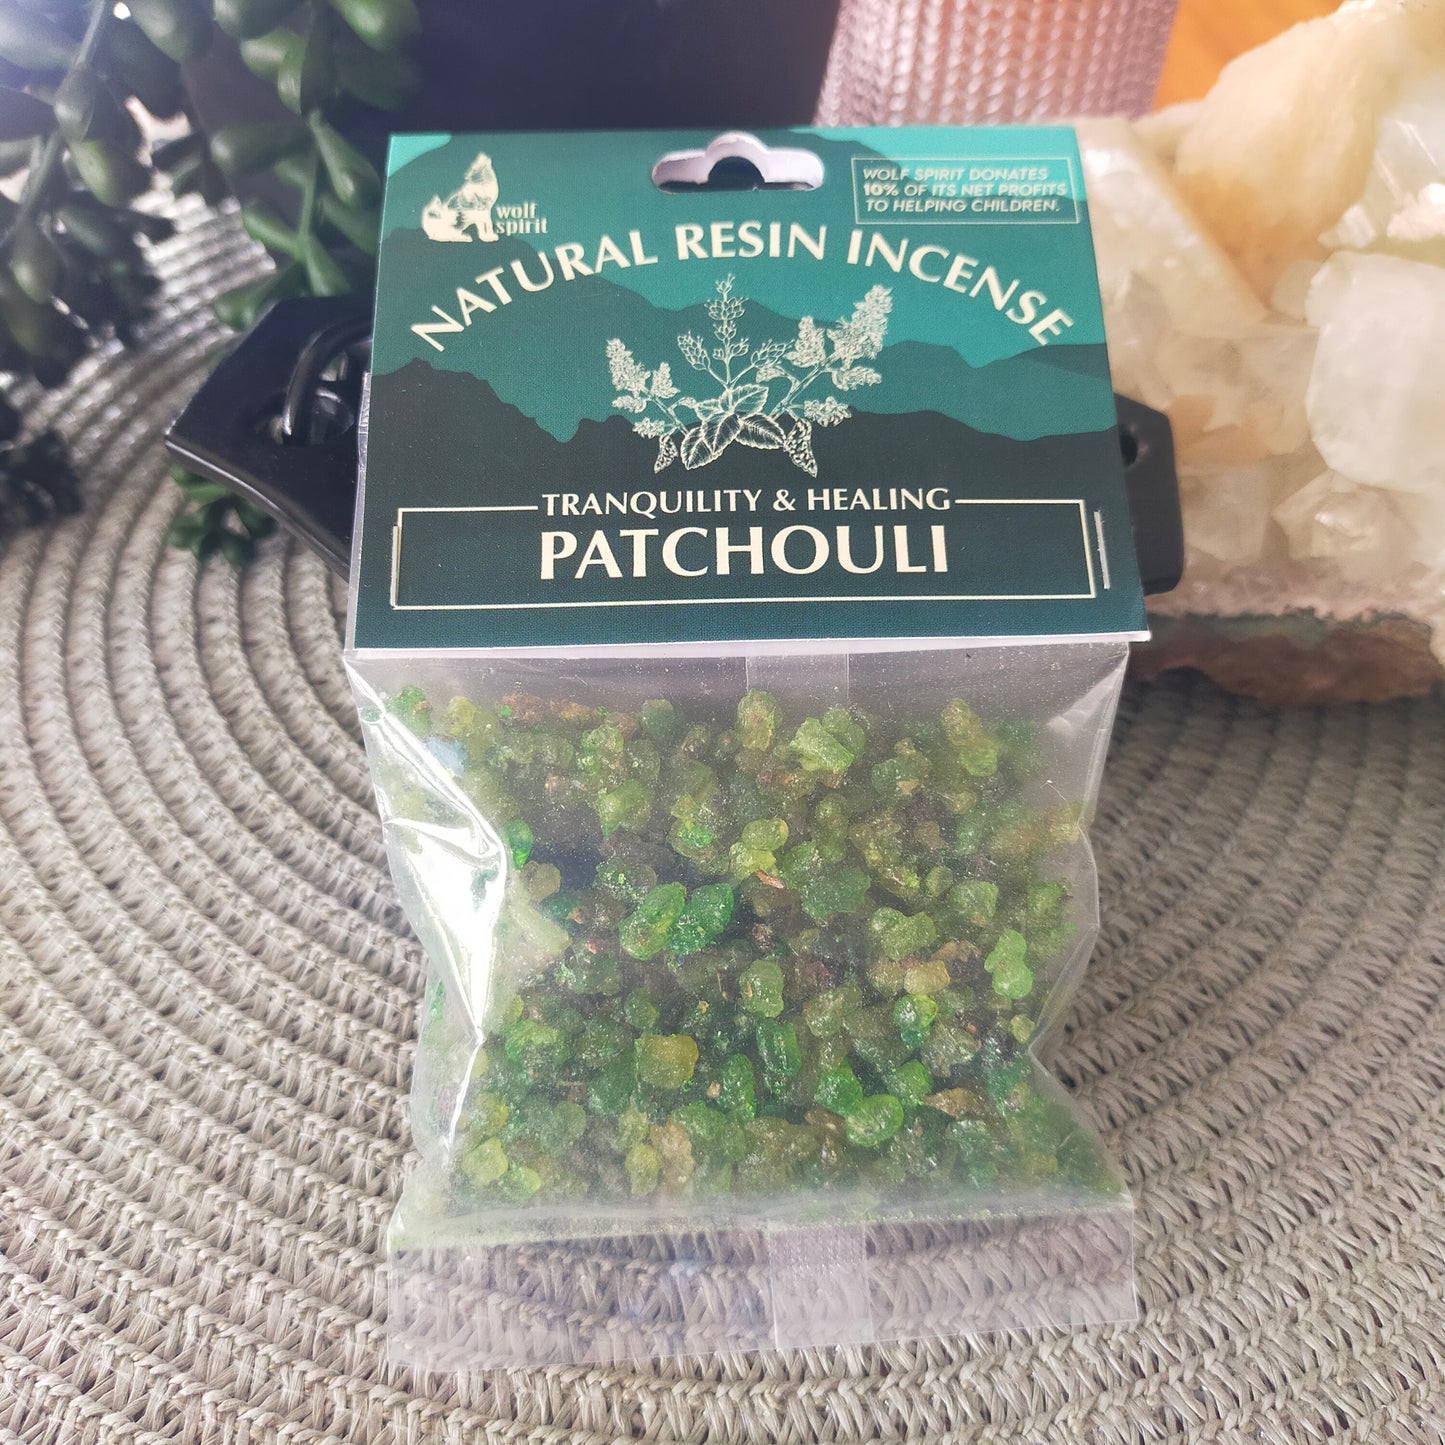 wolf
spirit
WOLF SPIRIT DONATES
10% OF ITS NET PROFITS
TO HELPING CHILDREN.
NATURAL RESIN INCENSE
TRANQUILITY & HEALING
PATCHOULI